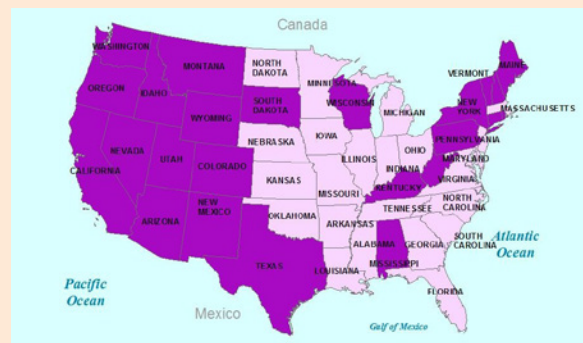 Canada
WASHINGTON
MONTANA
NORTH
DAKOTA
MINNESOTA
VERMONT
MAINE
OREGON
IDAHO
WYOMING
SOUTH
DAKOTA
WISCONSIN
MICHIGAN
NEW
YORK
MASSACHUSETTS
NEBRASKA
IOWA
PENNSYLVANIA
NEVADA
UTAH
COLORADO
ILLINOIS
INDIANA
OHIO
MARYLAND
CALIFORNIA
KANSAS
MISSOURI
KENTUCKY
VIRGINIA
ARIZONA
NEW
MEXICO
OKLAHOMA
ARKANSAS
TENNESSEE
NORTH
CAROLINA
TEXAS
LOUISIANA
MISSISSIPPI
ALABAMA
GEORGIA
SOUTH
CAROLINA
Atlantic
Ocean
FLORIDA
Pacific
Ocean
Mexico
Gulf of Mexico